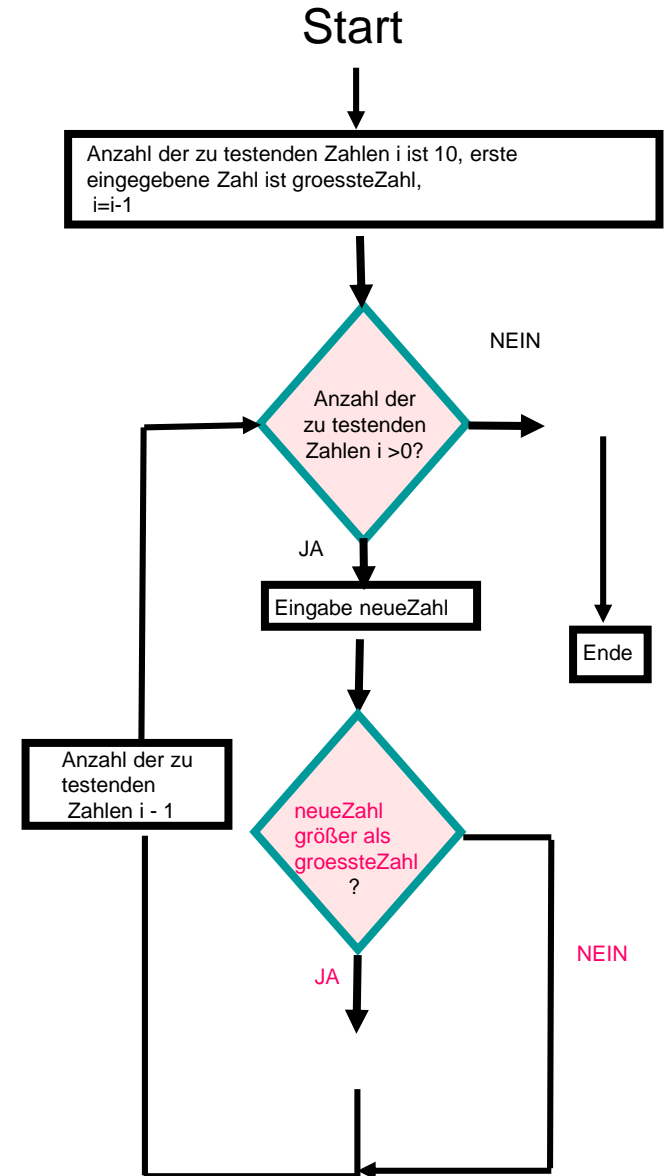 Start
Anzahl der zu testenden Zahlen i ist 10, erste
eingegebene Zahl ist groessteZahl,
i=i-1
NEIN
Anzahl der
zu testenden
Zahlen i >0?
JA
Eingabe neueZahl
Ende
Anzahl der zu
testenden
Zahlen i - 1
neueZahl
größer als
groessteZahl
?
NEIN
JA